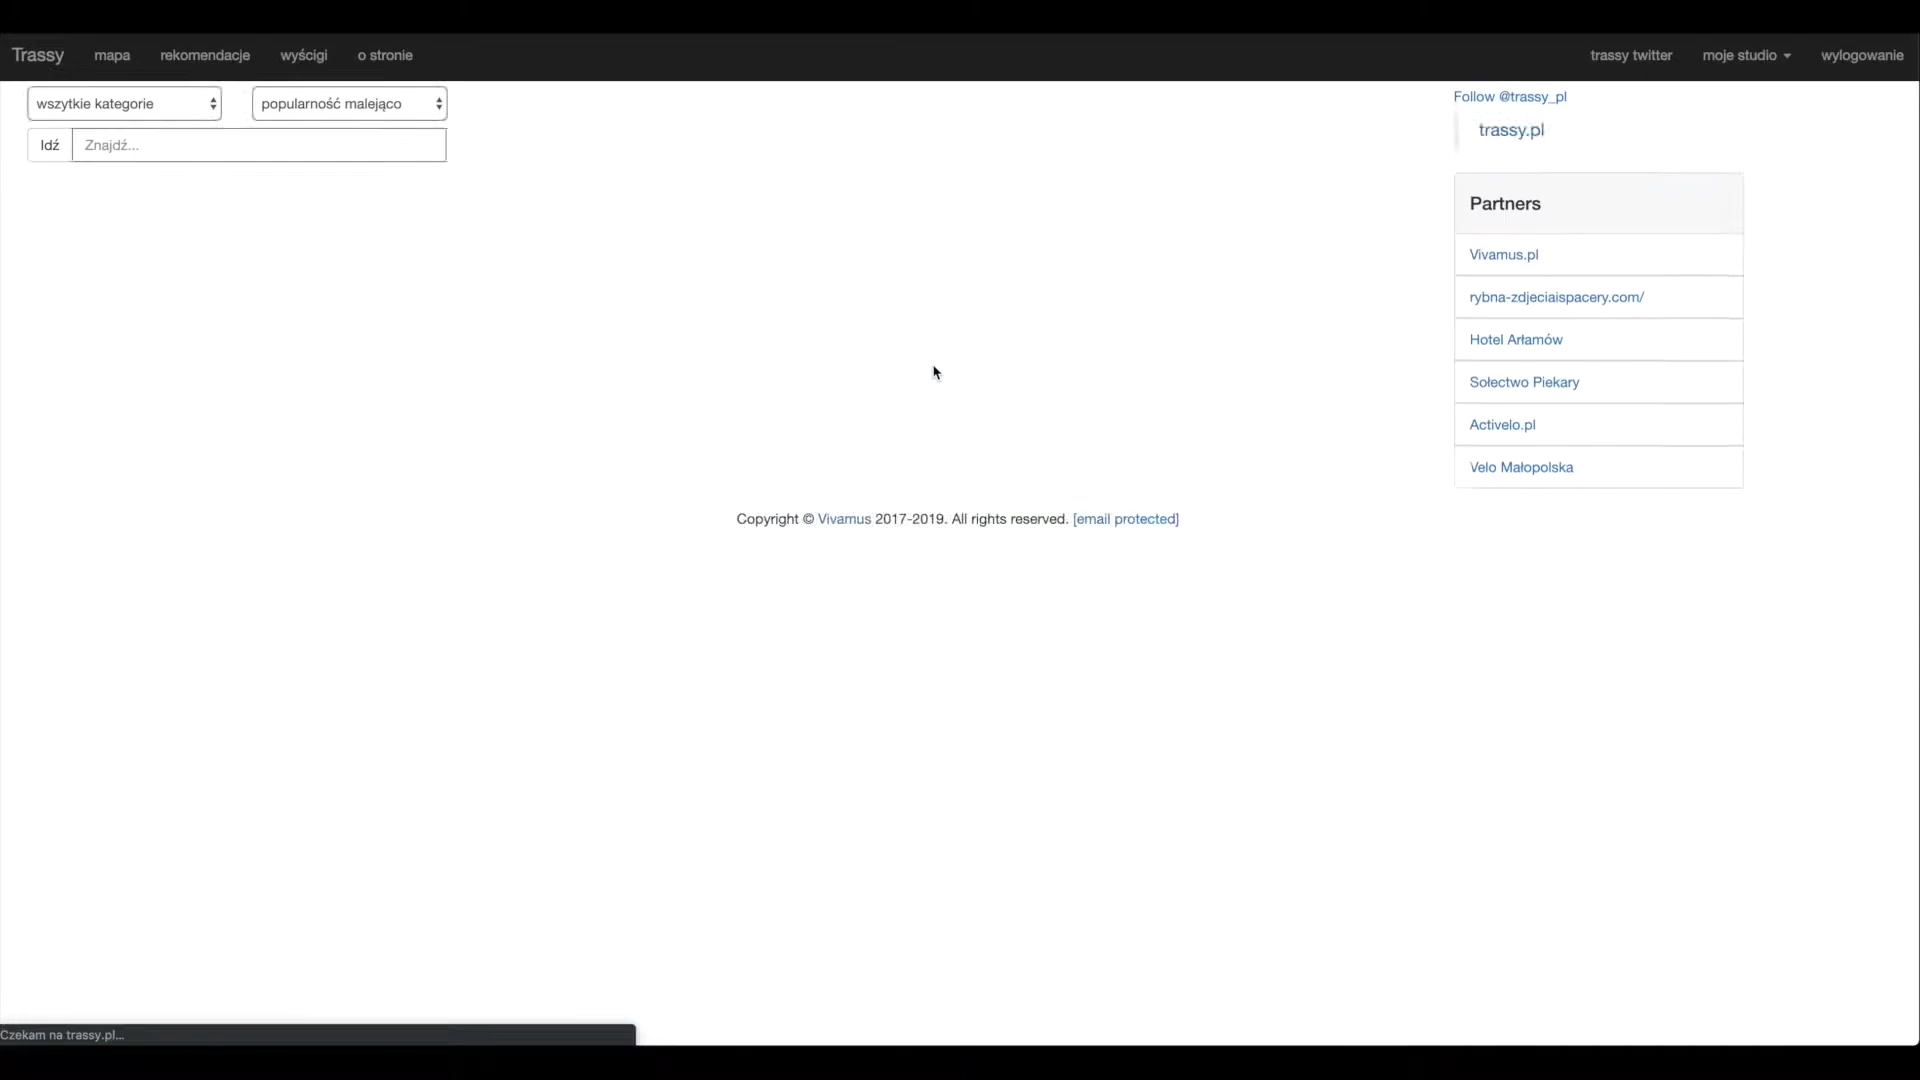 Trassy mapa rekomendacje wyścigi o stronie trassy twitter moje studio wylogowanie
wszytkie kategorie popularność malejąco
Idź Znajdź...
Follow @trassy_pl
trassy.pl
Partners
Vivamus.pl
rybna-zdjeciaispacery.com/
Hotel Arłamów
Sołectwo Piekary
Activelo.pl
Velo Małopolska
Copyright © Vivamus 2017-2019. All rights reserved. [email protected]
Czekam na trassy.pl...